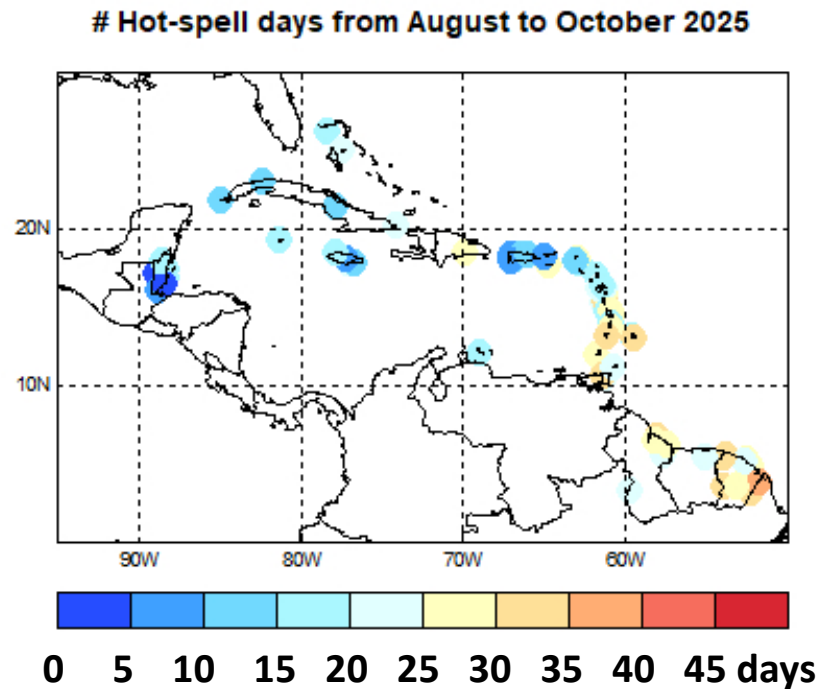 # Hot-spell days from August to October 2025
20N
10N
90W 80W 70W 60W
0 5 10 15 20 25 30 35 40 45 days